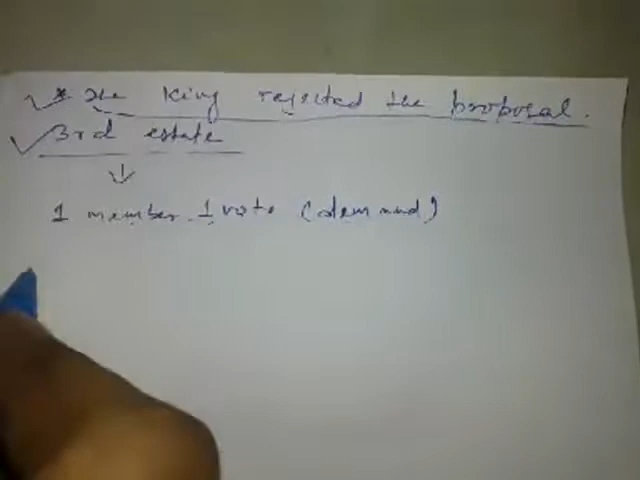 * The King rejected the proposal.
3rd estate
↓
1 member - 1 vote (demand)